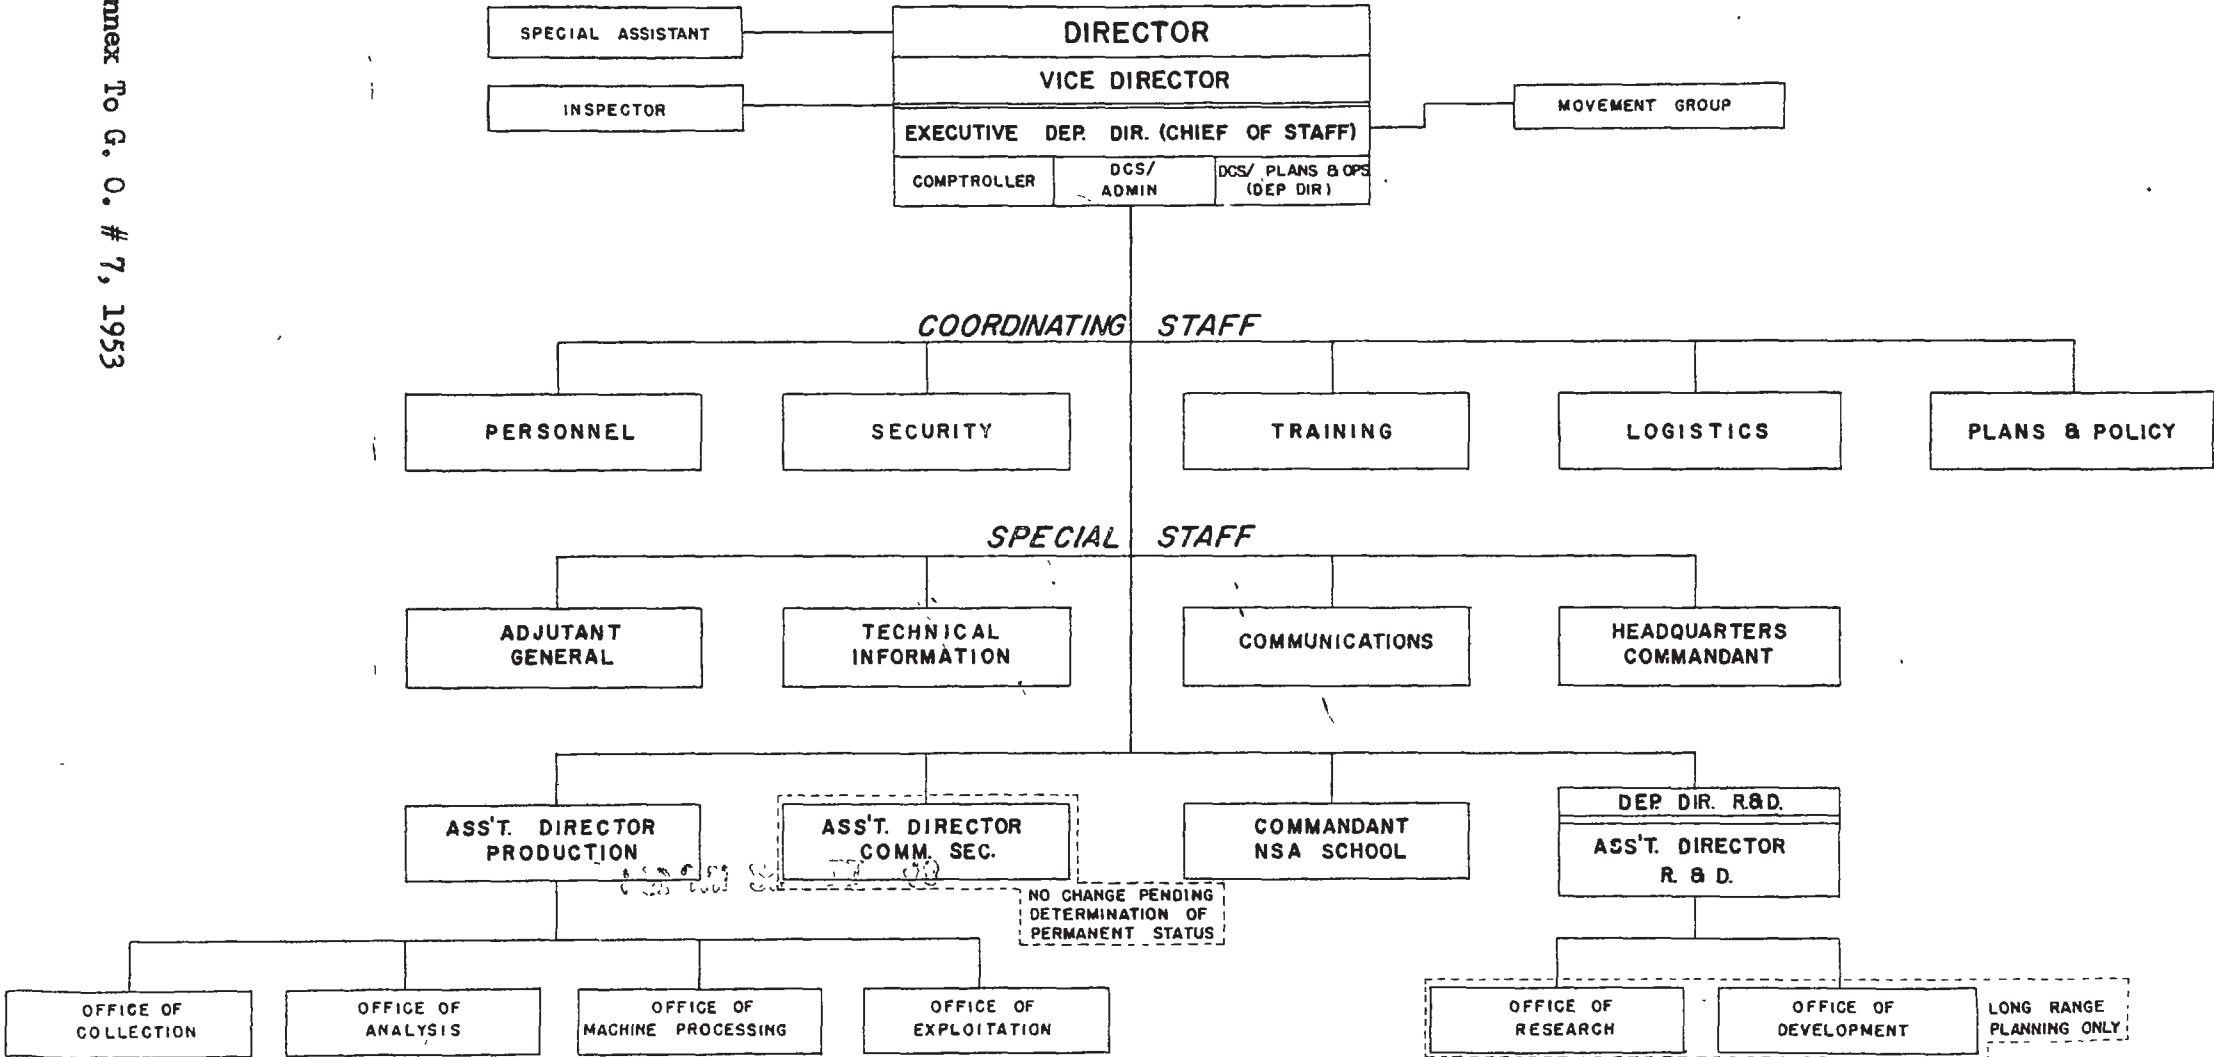 nnex To G. O. # 7, 1953
SPECIAL ASSISTANT
DIRECTOR
VICE DIRECTOR
INSPECTOR
MOVEMENT GROUP
EXECUTIVE DEP. DIR. (CHIEF OF STAFF)
COMPTROLLER
DCS/
ADMIN
DCS/ PLANS & OPS
(DEP DIR)
COORDINATING STAFF
PERSONNEL
SECURITY
TRAINING
LOGISTICS
PLANS & POLICY
SPECIAL STAFF
ADJUTANT
GENERAL
TECHNICAL
INFORMATION
COMMUNICATIONS
HEADQUARTERS
COMMANDANT
ASS'T. DIRECTOR
PRODUCTION
ASS'T. DIRECTOR
COMM. SEC.
NO CHANGE PENDING
DETERMINATION OF
PERMANENT STATUS
COMMANDANT
NSA SCHOOL
DEP. DIR. R&D.
ASS'T. DIRECTOR
R. & D.
OFFICE OF
COLLECTION
OFFICE OF
ANALYSIS
OFFICE OF
MACHINE PROCESSING
OFFICE OF
EXPLOITATION
OFFICE OF
RESEARCH
OFFICE OF
DEVELOPMENT
LONG RANGE
PLANNING ONLY